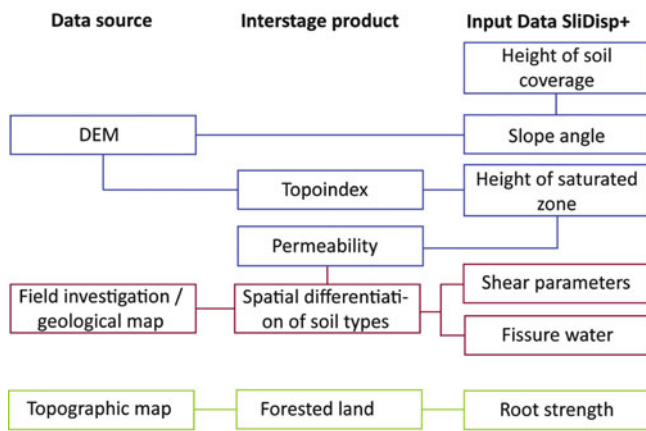 Data source
Interstage product
Input Data SliDisp+
Height of soil
coverage
DEM
Slope angle
Topoindex
Height of saturated
zone
Permeability
Field investigation /
geological map
Spatial differentiati-
on of soil types
Shear parameters
Fissure water
Topographic map
Forested land
Root strength